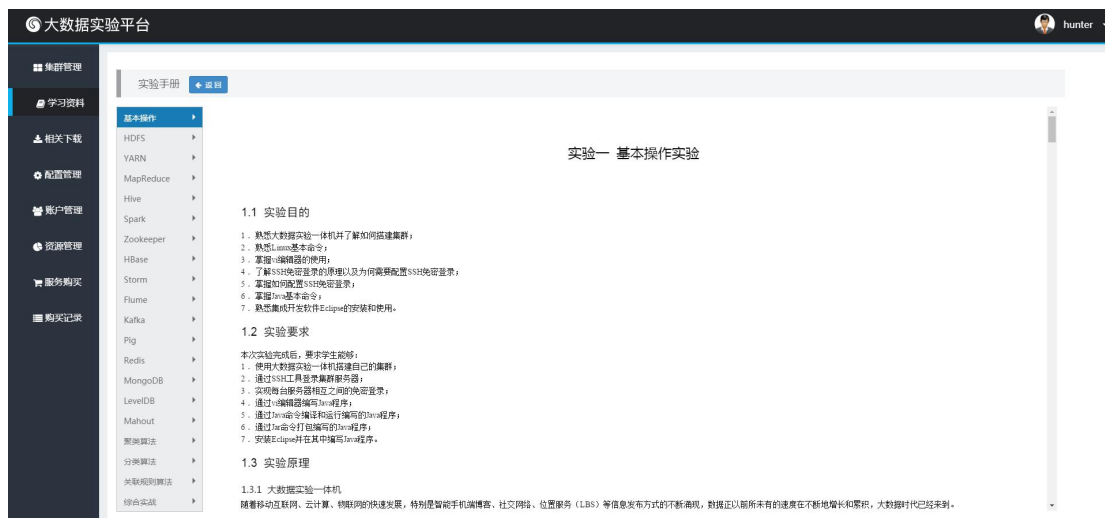 大数据实验平台
hunter
集群管理
学习资料
相关下载
配置管理
账户管理
资源管理
服务购买
购买记录
实验手册 返回
基本操作
HDFS
YARN
MapReduce
Hive
Spark
Zookeeper
HBase
Storm
Flume
Kafka
Pig
Redis
MongoDB
LevelDB
Mahout
聚类算法
分类算法
关联规则算法
综合实战
实验一 基本操作实验
1.1 实验目的
1. 熟悉大数据实验一体机并了解如何搭建集群；
2. 熟悉Linux基本命令；
3. 掌握vi编辑器的使用；
4. 了解SSH免密登录的原理以及为何需要配置SSH免密登录；
5. 掌握如何配置SSH免密登录；
6. 掌握Java基本命令；
7. 熟悉集成开发软件Eclipse的安装和使用。
1.2 实验要求
本次实验完成后，要求学生能够：
1. 使用大数据实验一体机搭建自己的集群；
2. 通过SSH工具登录集群服务器；
3. 实现每台服务器相互之间的免密登录；
4. 通过vi编辑器编写Java程序；
5. 通过Java命令编译和运行编写的Java程序；
6. 通过Jar命令打包编写的Java程序；
7. 安装Eclipse并在其中编写Java程序。
1.3 实验原理
1.3.1 大数据实验一体机
随着移动互联网、云计算、物联网的快速发展，特别是智能手机端博客、社交网络、位置服务（LBS）等信息发布方式的不断涌现，数据正以前所未有的速度在不断地增长和累积，大数据时代已经来到。